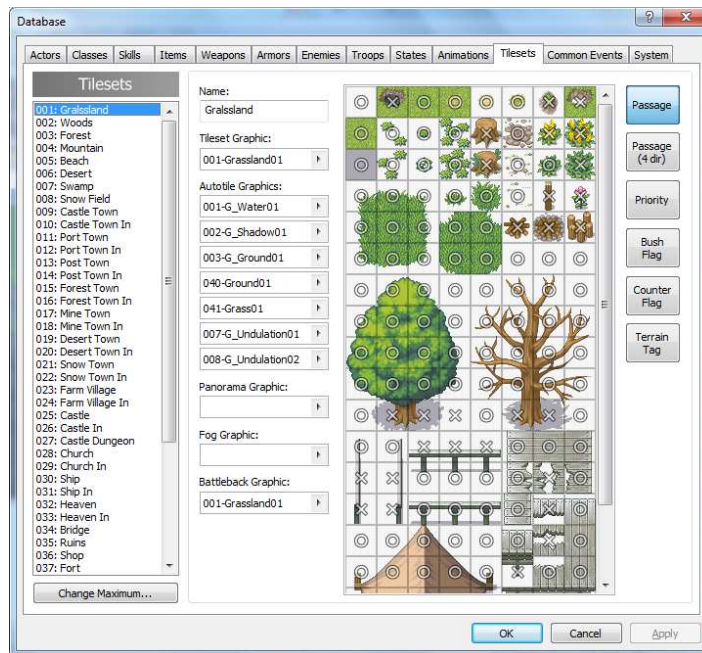 Database
Actors Classes Skills Items Weapons Armors Enemies Troops States Animations Tilesets Common Events System
Tilesets
001: Gralssland
002: Woods
003: Forest
004: Mountain
005: Beach
006: Desert
007: Swamp
008: Snow Field
009: Castle Town
010: Castle Town In
011: Port Town
012: Port Town In
013: Post Town
014: Post Town In
015: Forest Town
016: Forest Town In
017: Mine Town
018: Mine Town In
019: Desert Town
020: Desert Town In
021: Snow Town
022: Snow Town In
023: Farm Village
024: Farm Village In
025: Castle
026: Castle In
027: Castle Dungeon
028: Church
029: Church In
030: Ship
031: Ship In
032: Heaven
033: Heaven In
034: Bridge
035: Ruins
036: Shop
037: Fort
Change Maximum...
Name:
Gralssland
Tileset Graphic:
001-Grassland01
Autotile Graphics:
001-G_Water01
002-G_Shadow01
003-G_Ground01
040-Ground01
041-Grass01
007-G_Undulation01
008-G_Undulation02
Panorama Graphic:
Fog Graphic:
Battleback Graphic:
001-Grassland01
Passage
Passage
(4 dir)
Priority
Bush
Flag
Counter
Flag
Terrain
Tag
OK Cancel Apply